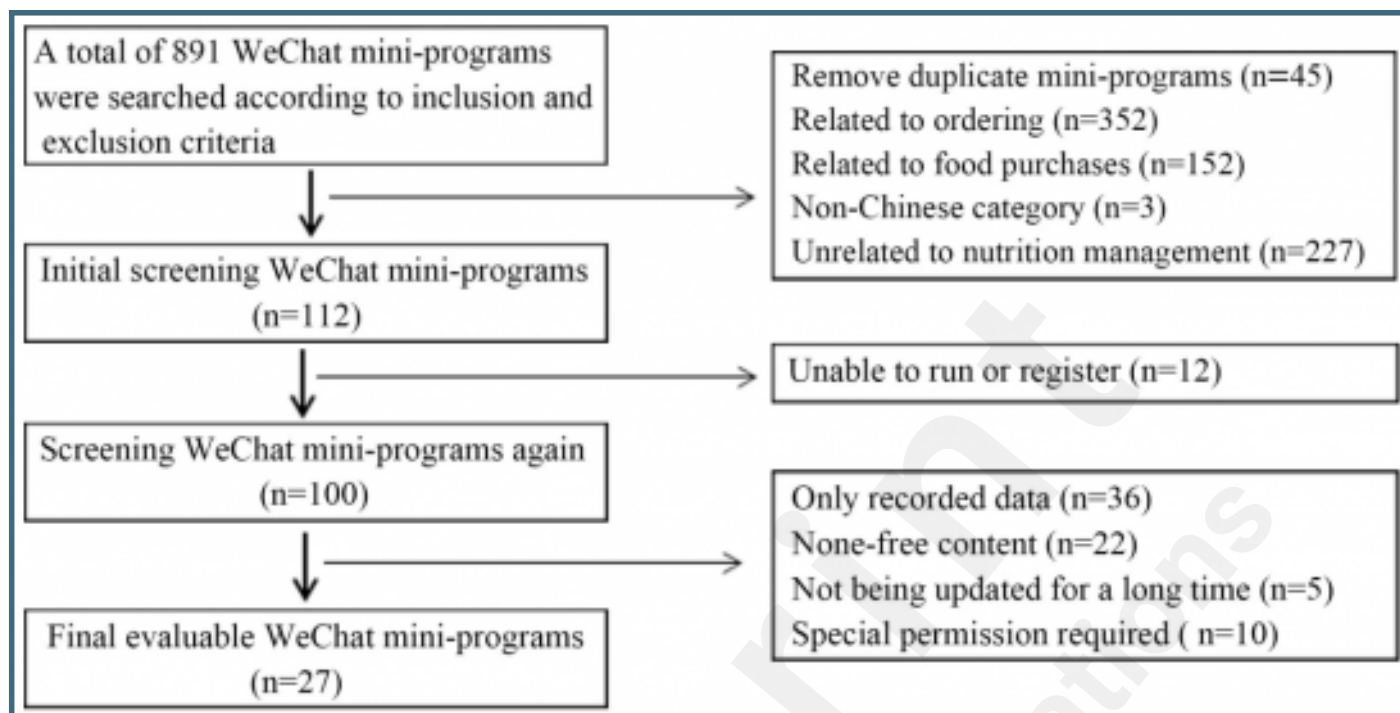 A total of 891 WeChat mini-programs
were searched according to inclusion and
exclusion criteria
Remove duplicate mini-programs (n=45)
Related to ordering (n=352)
Related to food purchases (n=152)
Non-Chinese category (n=3)
Unrelated to nutrition management (n=227)
Initial screening WeChat mini-programs
(n=112)
Unable to run or register (n=12)
Screening WeChat mini-programs again
(n=100)
Only recorded data (n=36)
None-free content (n=22)
Not being updated for a long time (n=5)
Special permission required ( n=10)
Final evaluable WeChat mini-programs
(n=27)